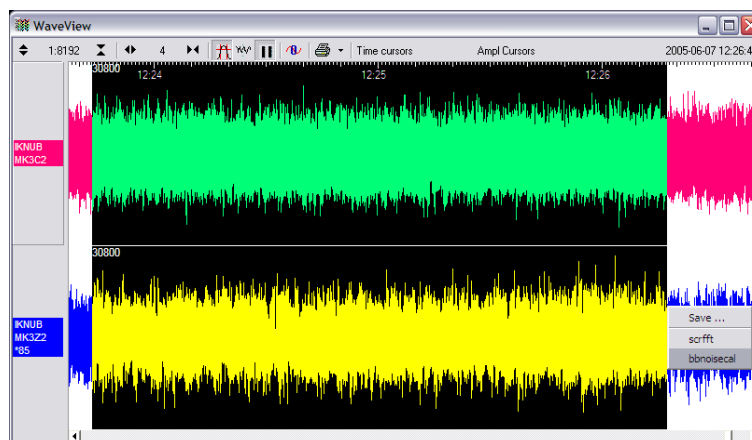 WaveView
1:8192 4 Time cursors Ampl Cursors 2005-06-07 12:26:4
30800
12:24 12:25 12:26
IKNUB
MK3C2
30800
IKNUB
MK3Z2
*85
Save ...
scrfft
bbnoisecal